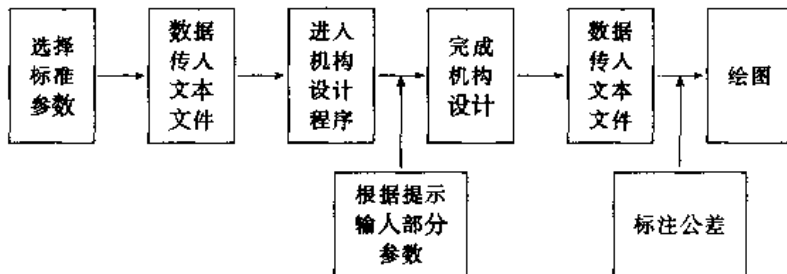 选择
标准
参数
数据
传入
文本
文件
进入
机构
设计
程序
完成
机构
设计
数据
传入
文本
文件
绘图
根据提示
输入部分
参数
标注公差